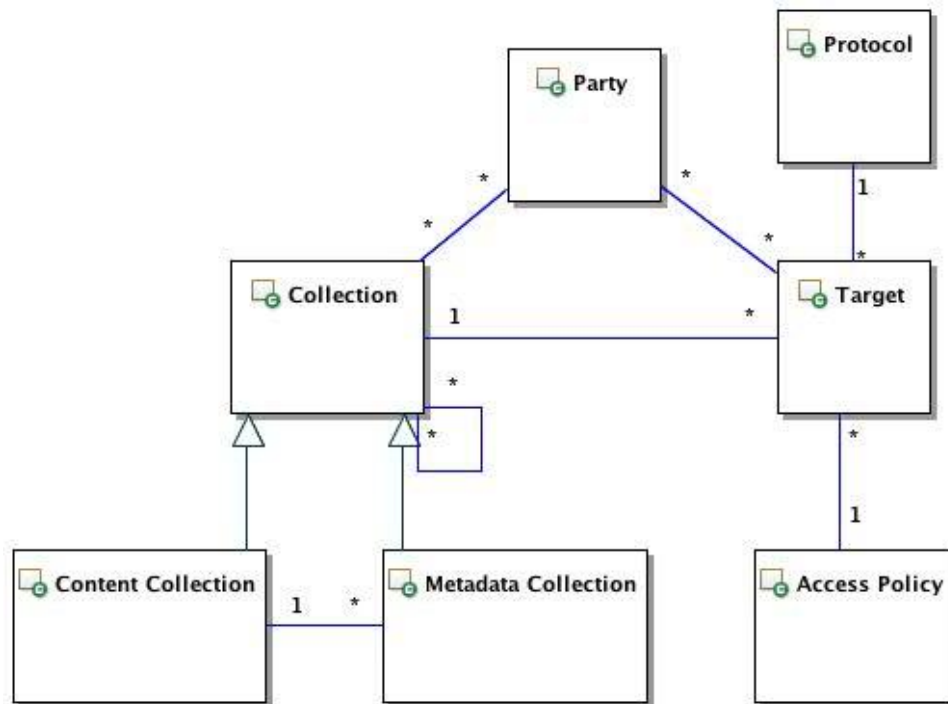 Protocol
Party
* * 1
* * *
Collection Target
1 *
*
* *
1
Content Collection Metadata Collection Access Policy
1 *